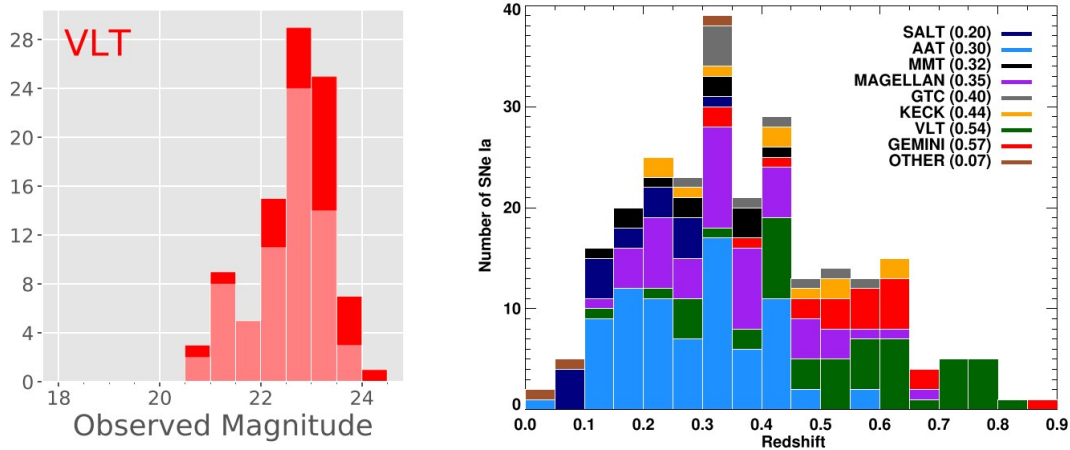 VLT
28
24
20
16
12
8
4
0
18 20 22 24
Observed Magnitude
40
30
20
10
0
Number of SNe Ia
SALT (0.20)
AAT (0.30)
MMT (0.32)
MAGELLAN (0.35)
GTC (0.40)
KECK (0.44)
VLT (0.54)
GEMINI (0.57)
OTHER (0.07)
0.0 0.1 0.2 0.3 0.4 0.5 0.6 0.7 0.8 0.9
Redshift